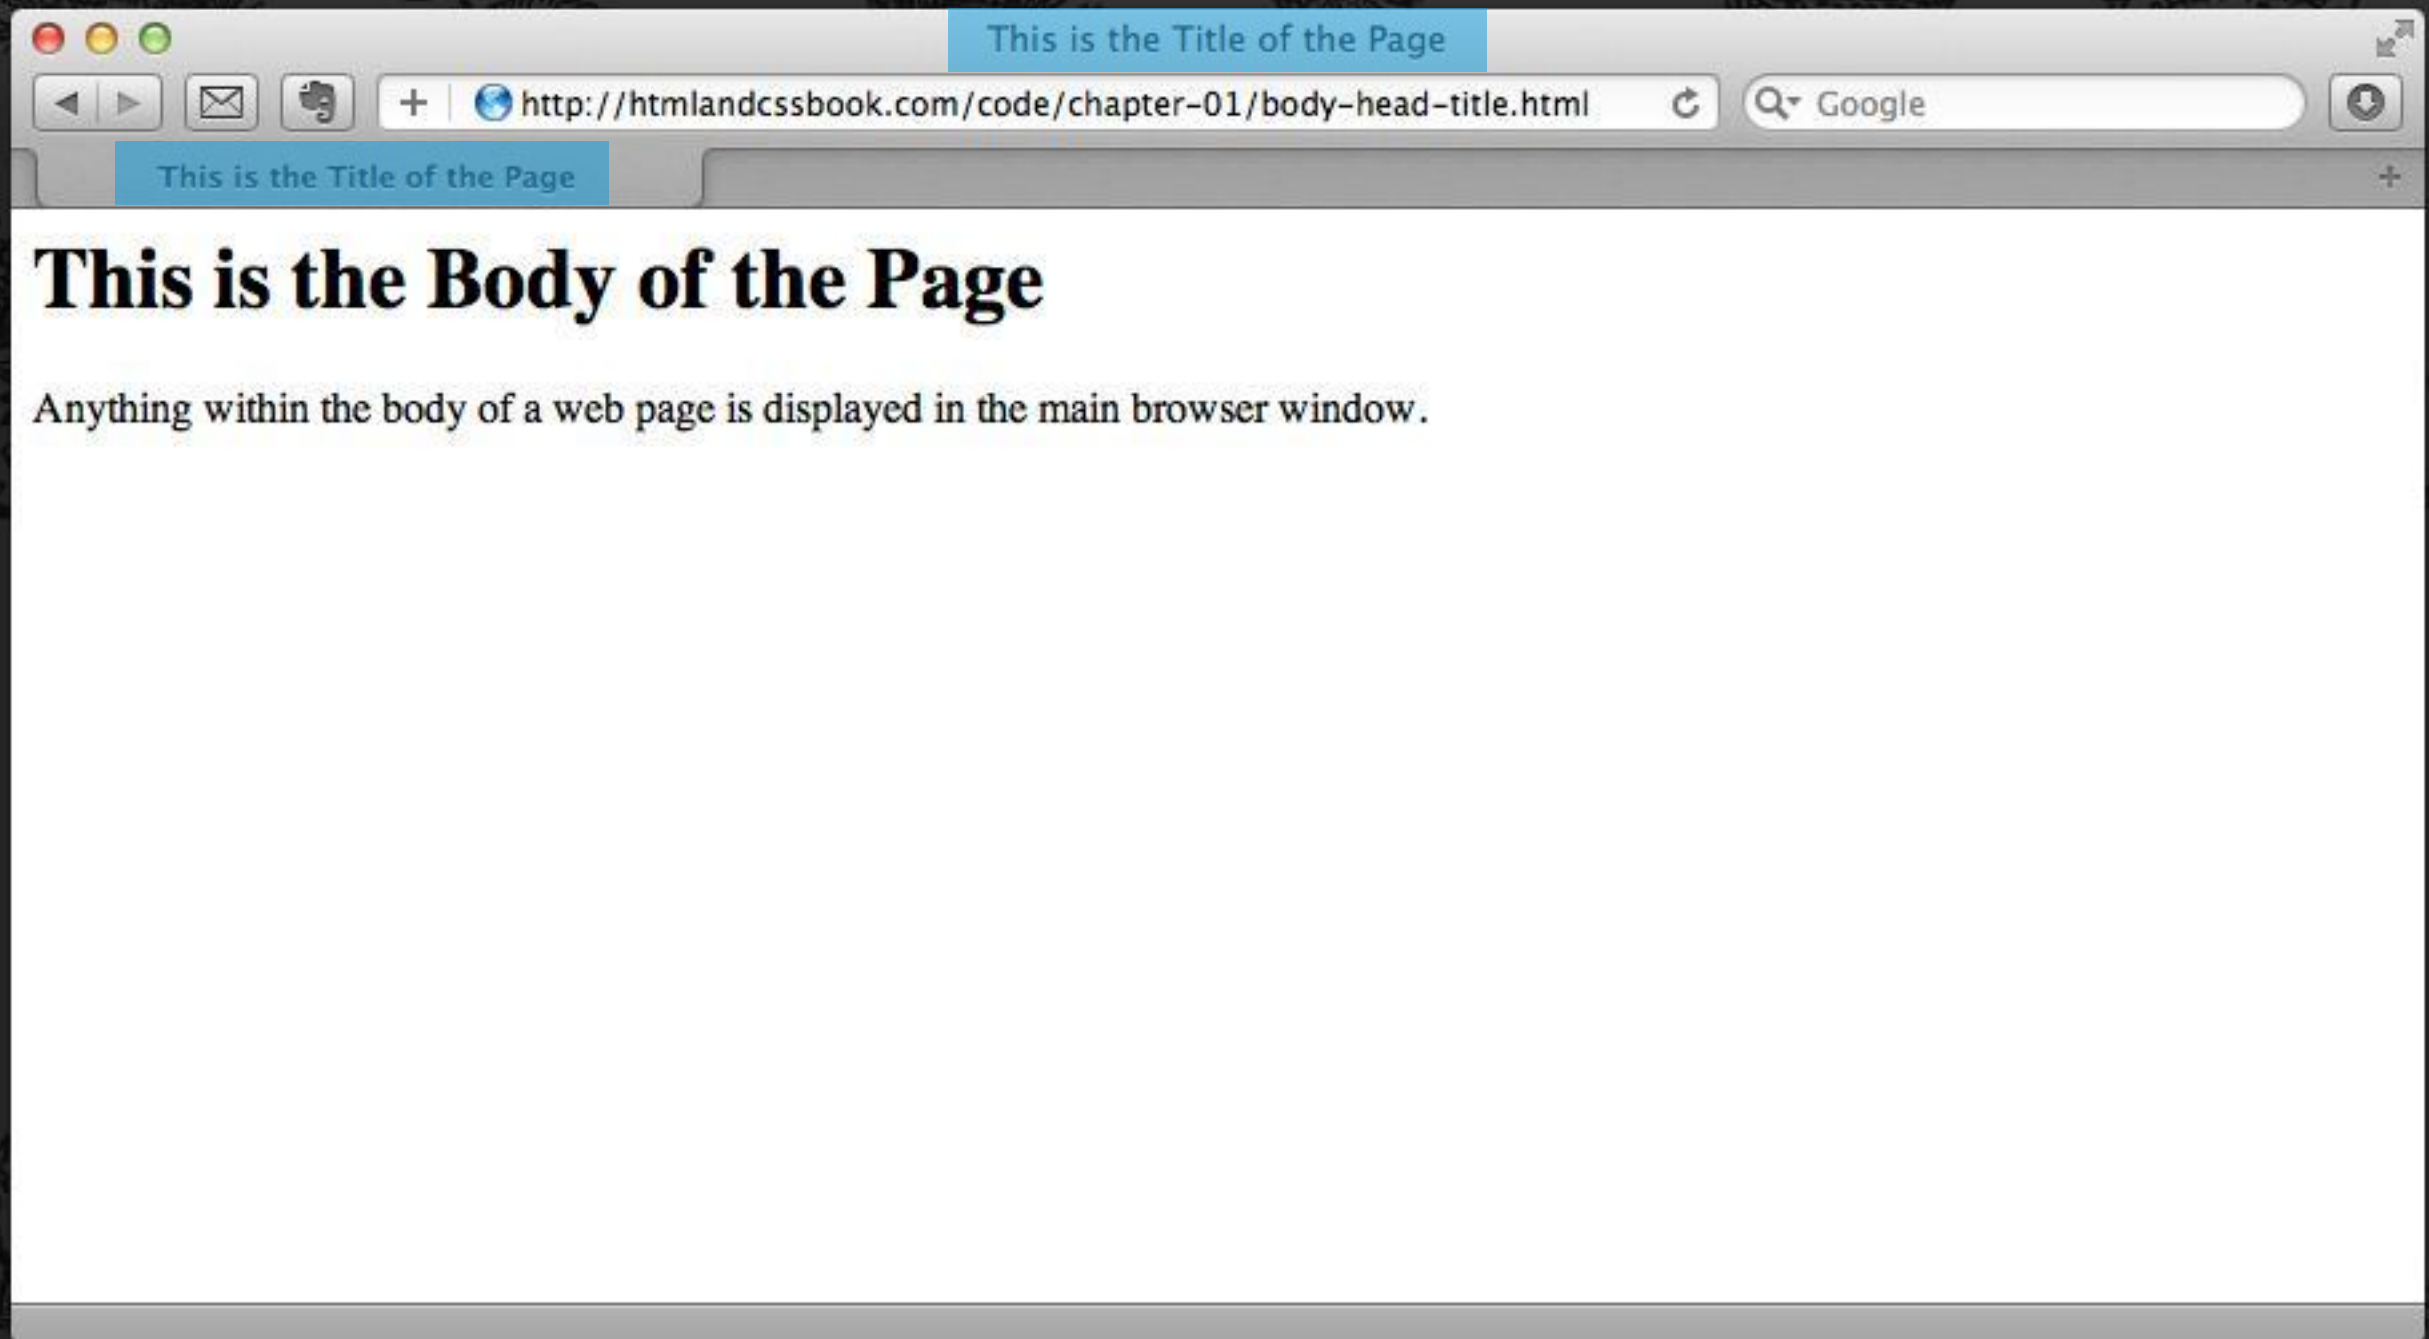 This is the Title of the Page
http://htmlandcssbook.com/code/chapter-01/body-head-title.html
Google
This is the Title of the Page
This is the Body of the Page
Anything within the body of a web page is displayed in the main browser window.